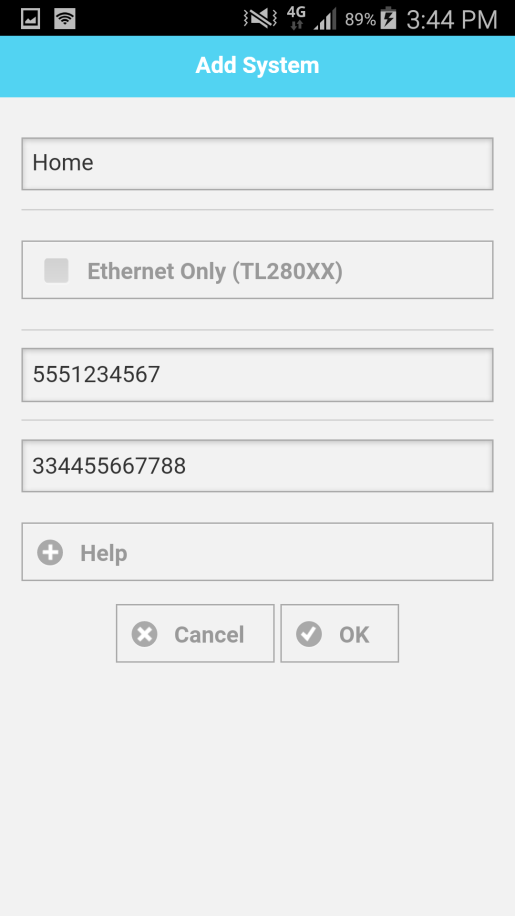 4G 89% 3:44 PM
Add System
Home
Ethernet Only (TL280XX)
5551234567
334455667788
Help
Cancel OK